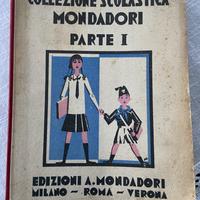 COLLEZIONE SCOLASTICA
MONDADORI
PARTE I
EDIZIONI A. MONDADORI
MILANO - ROMA - VERONA